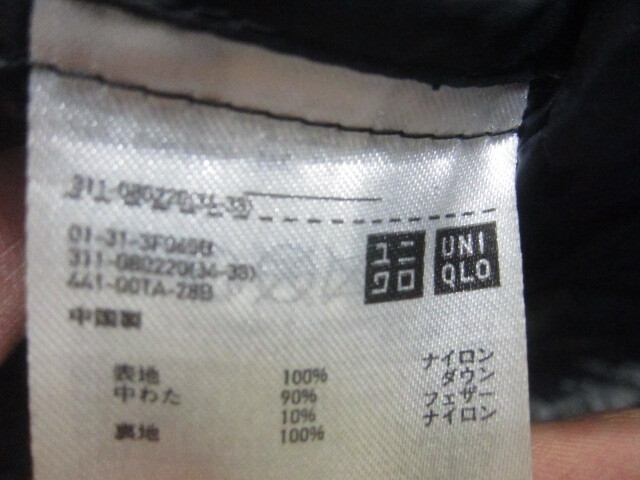 311-080220(34-38)
01-31-3F065B
311-080220(34-38)
441-00TA-28B
ユニ
クロ
UNI
QLO
中国製
表地 100% ナイロン
中わた 90% ダウン
10% フェザー
裏地 100% ナイロン